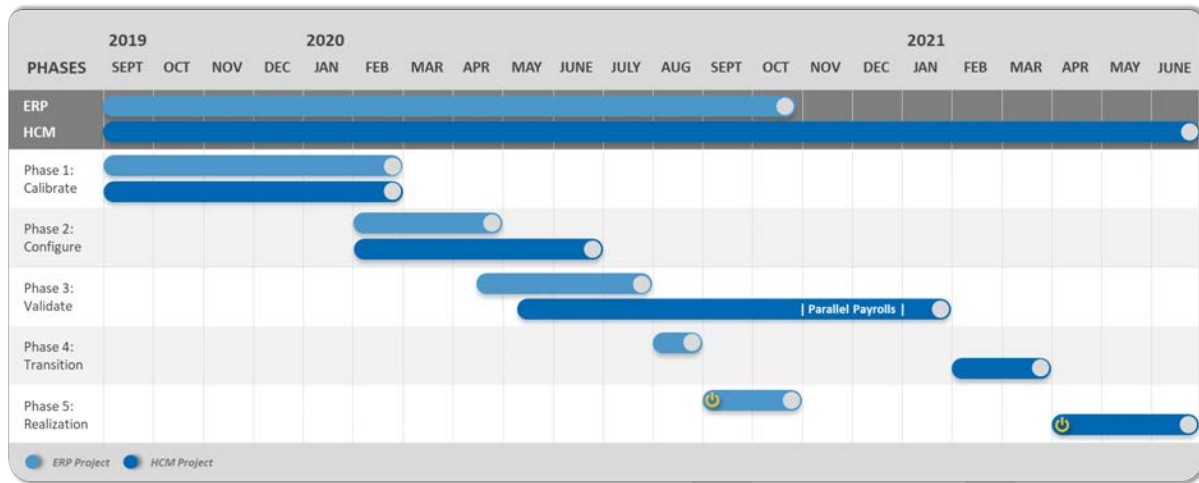 2019 2020 2021
PHASES SEPT OCT NOV DEC JAN FEB MAR APR MAY JUNE JULY AUG SEPT OCT NOV DEC JAN FEB MAR APR MAY JUNE
ERP
HCM
Phase 1:
Calibrate
Phase 2:
Configure
Phase 3:
Validate
| Parallel Payrolls |
Phase 4:
Transition
Phase 5:
Realization
ERP Project HCM Project